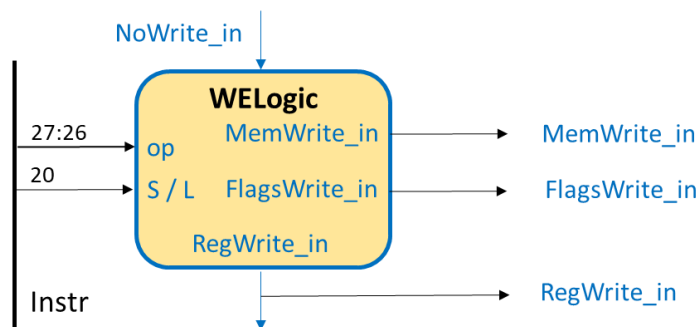 NoWrite_in
WELogic
27:26
MemWrite_in
MemWrite_in
op
20
S / L
FlagsWrite_in
FlagsWrite_in
RegWrite_in
Instr
RegWrite_in